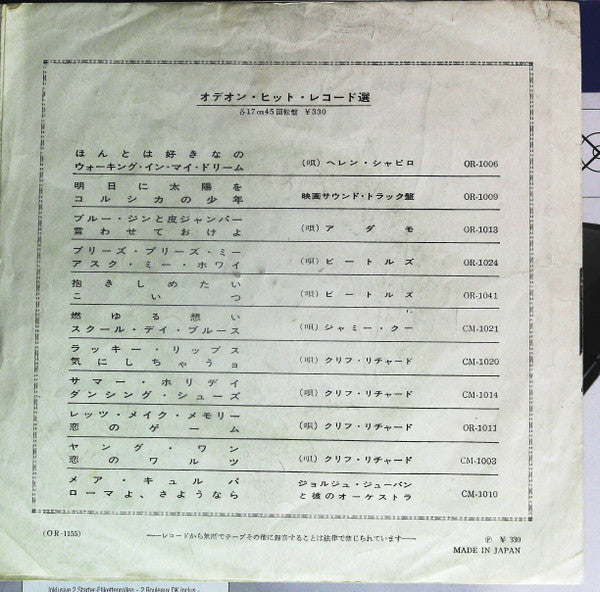 オデオン・ヒット・レコード選
各17cm45回転盤 ¥330
ほんとは好きなの
ウォーキング・イン・マイ・ドリーム
(唄) ヘレン・シャピロ OR-1006
明日に太陽を
コルシカの少年
映画サウンド・トラック盤 OR-1009
ブルー・ジンと皮ジャンパー
言わせておけよ
(唄) アダモ OR-1013
プリーズ・プリーズ・ミー
アスク・ミー・ホワイ
(唄) ビートルズ OR-1024
抱きしめたい
こいつ
(唄) ビートルズ OR-1041
燃ゆる想い
スクール・デイ・ブルース
(唄) ジャミー・クー CM-1021
ラッキー・リップス
気にしちゃうョ
(唄) クリフ・リチャード CM-1020
サマー・ホリデイ
ダンシング・シューズ
(唄) クリフ・リチャード CM-1014
レッツ・メイク・メモリー
恋のゲーム
(唄) クリフ・リチャード OR-1011
ヤング・ワン
恋のワルツ
(唄) クリフ・リチャード CM-1003
メア・キュルパ
ローマよ、さようなら
ジョルジュ・ジューバン
と彼のオーケストラ CM-1010
(OR-1155)
レコードから無断でテープその他に録音することは法律で禁じられています
Ⓟ ¥ 330
MADE IN JAPAN
Inklusive 2 Starter-Etikettenrollen - 2 Rouleaux DK inclus -